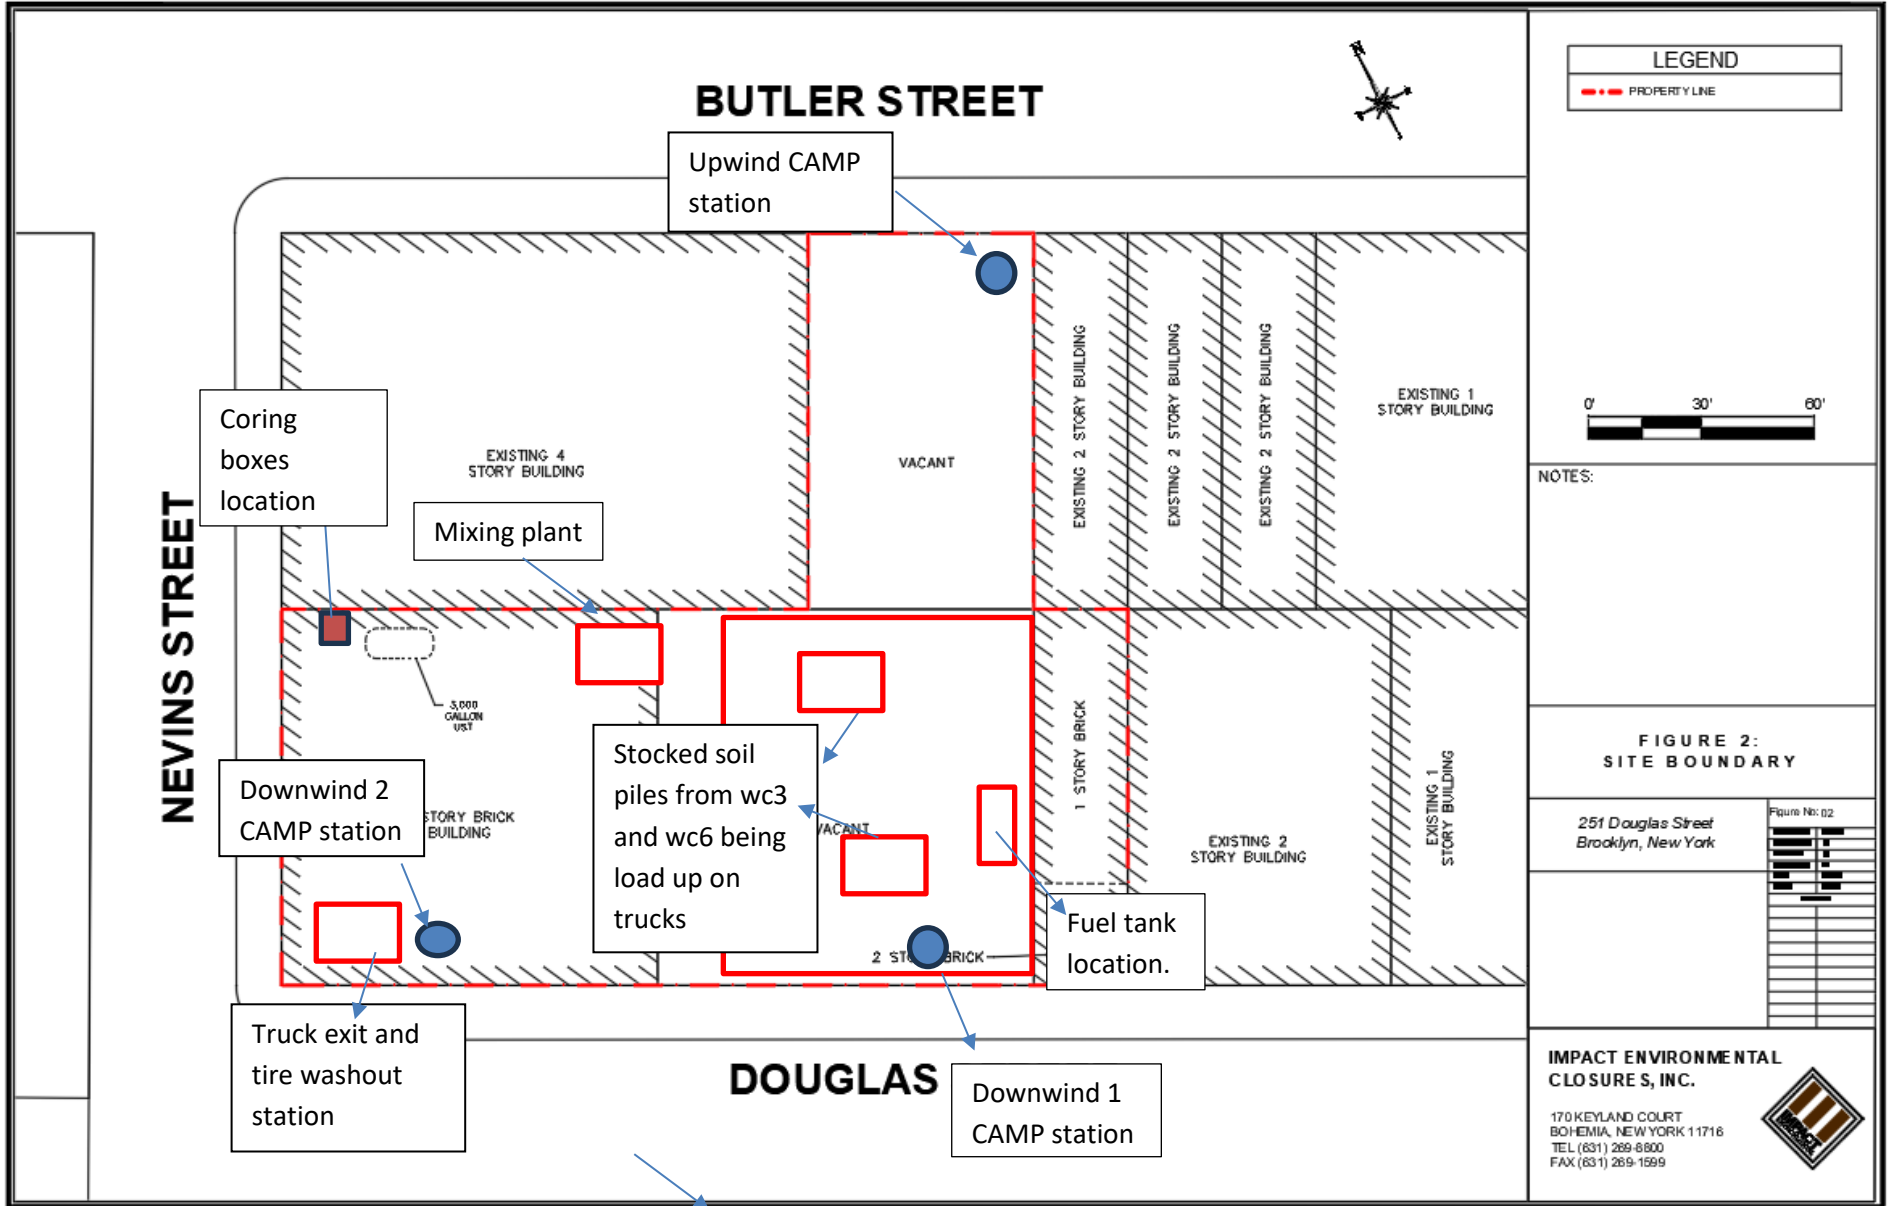 BUTLER STREET
N
Upwind CAMP
station
Coring
boxes
location
EXISTING 4
STORY BUILDING
Mixing plant
VACANT
EXISTING 2 STORY BUILDING
EXISTING 2 STORY BUILDING
EXISTING 2 STORY BUILDING
EXISTING 1
STORY BUILDING
NEVINS STREET
GALLON
UST
Downwind 2
CAMP station
STORY BRICK
BUILDING
Stocked soil
piles from wc3
and wc6 being
load up on
trucks
VACANT
1 STORY BRICK
EXISTING 2
STORY BUILDING
EXISTING 1
STORY BUILDING
Fuel tank
location.
2 ST BRICK
Truck exit and
tire washout
station
DOUGLAS
Downwind 1
CAMP station
LEGEND
PROPERTY LINE
0' 30' 60'
NOTES:
FIGURE 2:
SITE BOUNDARY
251 Douglas Street
Brooklyn, New York
Figure No: 02
IMPACT ENVIRONMENTAL
CLOSURES, INC.
170 KEYLAND COURT
BOHEMIA, NEW YORK 11716
TEL (631) 269-8800
FAX (631) 269-1599
IMPACT